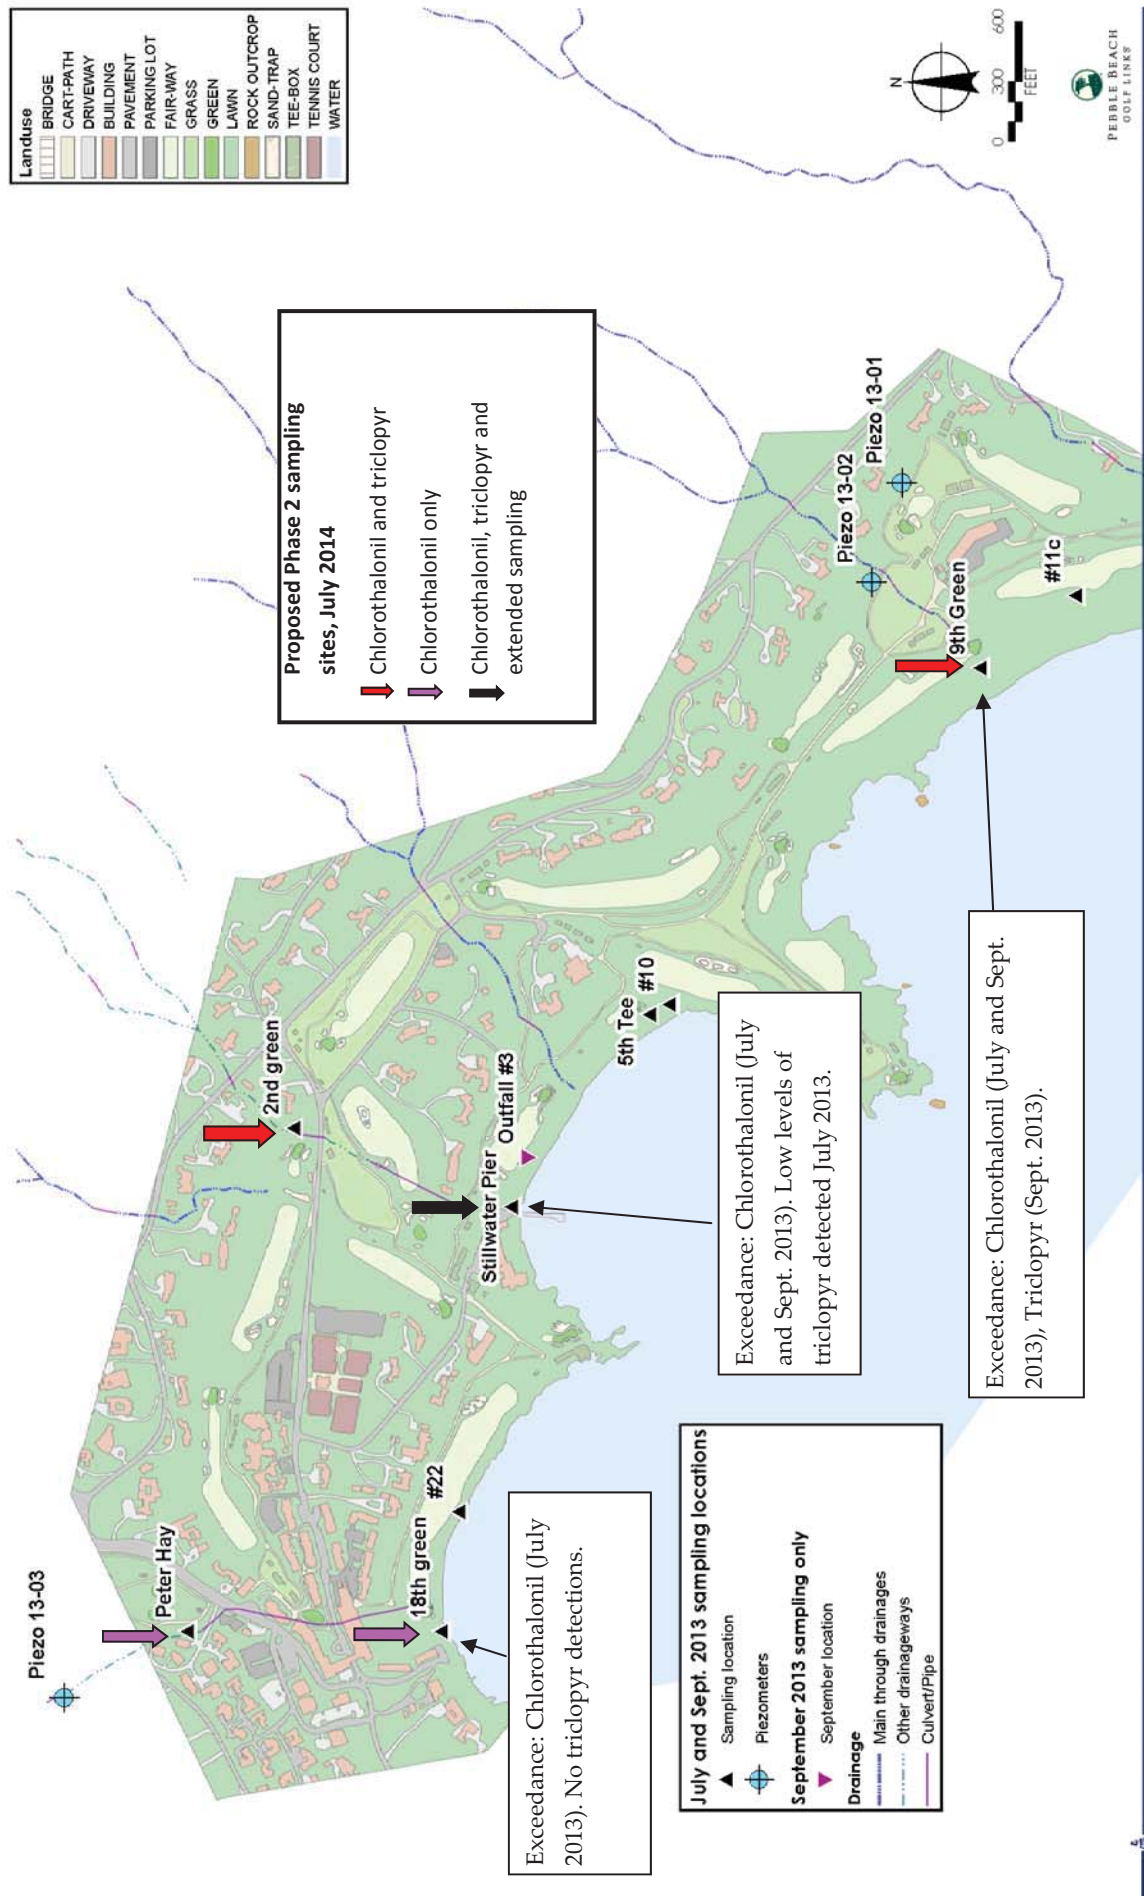 Piezo 13-03
Peter Hay
18th green
#22
2nd green
Stillwater Pier
Outfall #3
5th Tee
#10
Piezo 13-02
Piezo 13-01
9th Green
#11c
Proposed Phase 2 sampling
sites, July 2014
Chlorothalonil and triclopyr
Chlorothonil only
Chlorothalonil, triclopyr and
extended sampling
Landuse
BRIDGE
CART-PATH
DRIVEWAY
BUILDING
PAVEMENT
PARKING LOT
FAIR-WAY
GRASS
GREEN
LAWN
ROCK OUTCROP
SAND-TRAP
TEE-BOX
TENNIS COURT
WATER
Exceedance: Chlorothalonil (July
2013). No triclopyr detections.
Exceedance: Chlorothalonil (July
and Sept. 2013). Low levels of
triclopyr detected July 2013.
Exceedance: Chlorothalonil (July and Sept.
2013), Triclopyr (Sept. 2013).
July and Sept. 2013 sampling locations
Sampling location
Piezometers
September 2013 sampling only
September location
Drainage
Main through drainages
Other drainageways
Culvert/Pipe
N
0 300 600
FEET
PEBBLE BEACH
GOLF LINKS